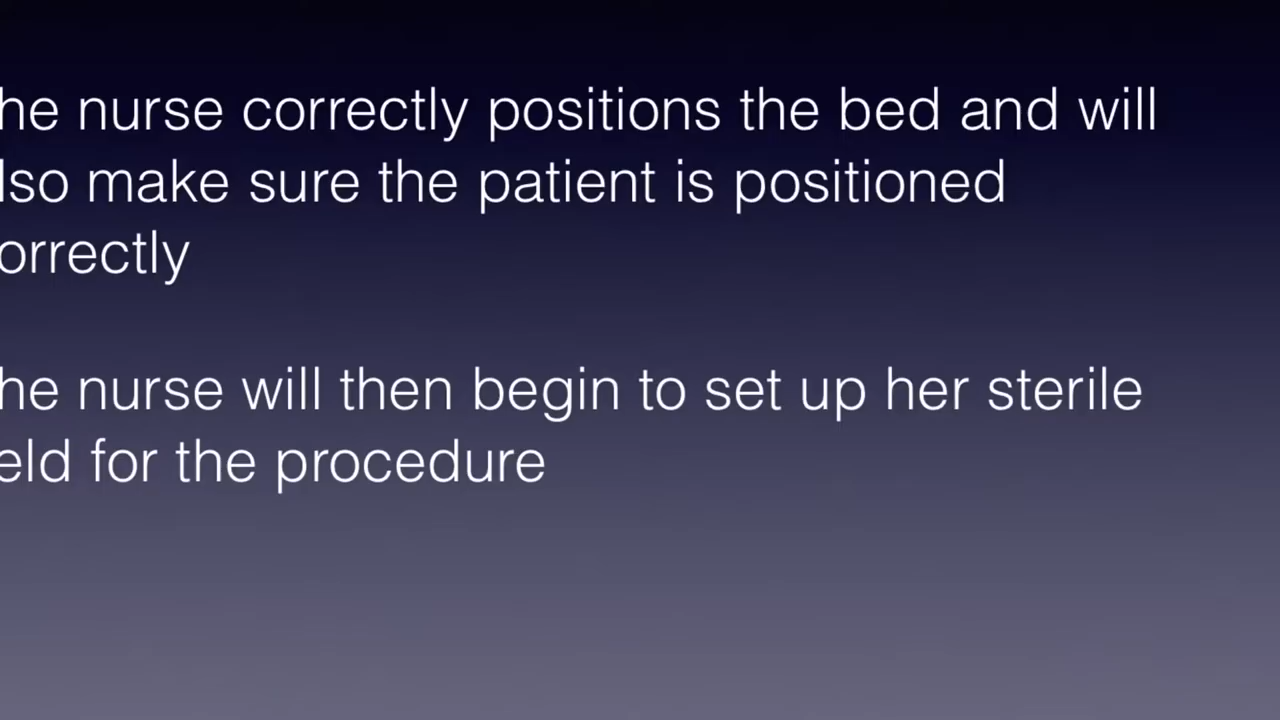 he nurse correctly positions the bed and will
lso make sure the patient is positioned
orrectly
he nurse will then begin to set up her sterile
eld for the procedure